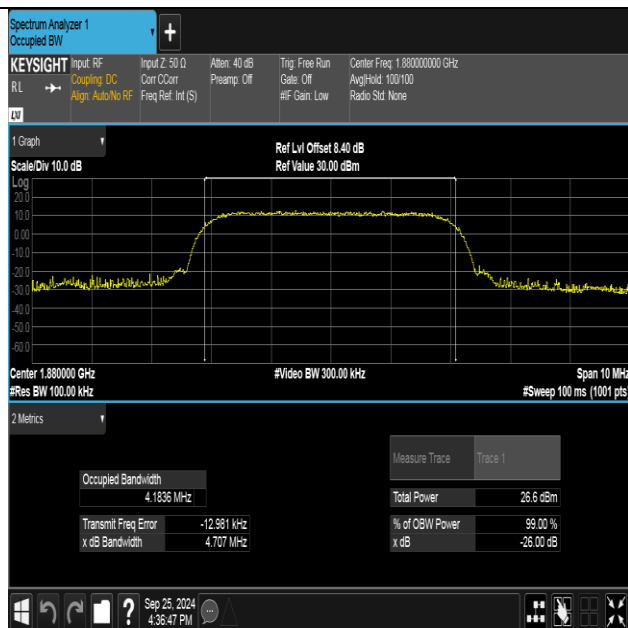 Spectrum Analyzer 1
Occupied BW
+
KEYSIGHT Input: RF Input Z: 50 Ω Atten: 40 dB Trig: Free Run Center Freq: 1.880000000 GHz
RL Coupling: DC Corr CCorr Preamp: Off Gate: Off Avg|Hold: 100/100
Align: Auto/No RF Freq Ref: Int (S) #IF Gain: Low Radio Std: None
LXI
1 Graph
Ref Lvl Offset 8.40 dB
Scale/Div 10.0 dB Ref Value 30.00 dBm
Log
20.0
10.0
0.00
-10.0
-20.0
-30.0
-40.0
-50.0
-60.0
Center 1.880000 GHz #Video BW 300.00 kHz Span 10 MHz
#Res BW 100.00 kHz #Sweep 100 ms (1001 pts)
2 Metrics
Measure Trace Trace 1
Occupied Bandwidth
4.1836 MHz Total Power 26.6 dBm
Transmit Freq Error -12.981 kHz % of OBW Power 99.00 %
x dB Bandwidth 4.707 MHz x dB -26.00 dB
? Sep 25, 2024
4:36:47 PM